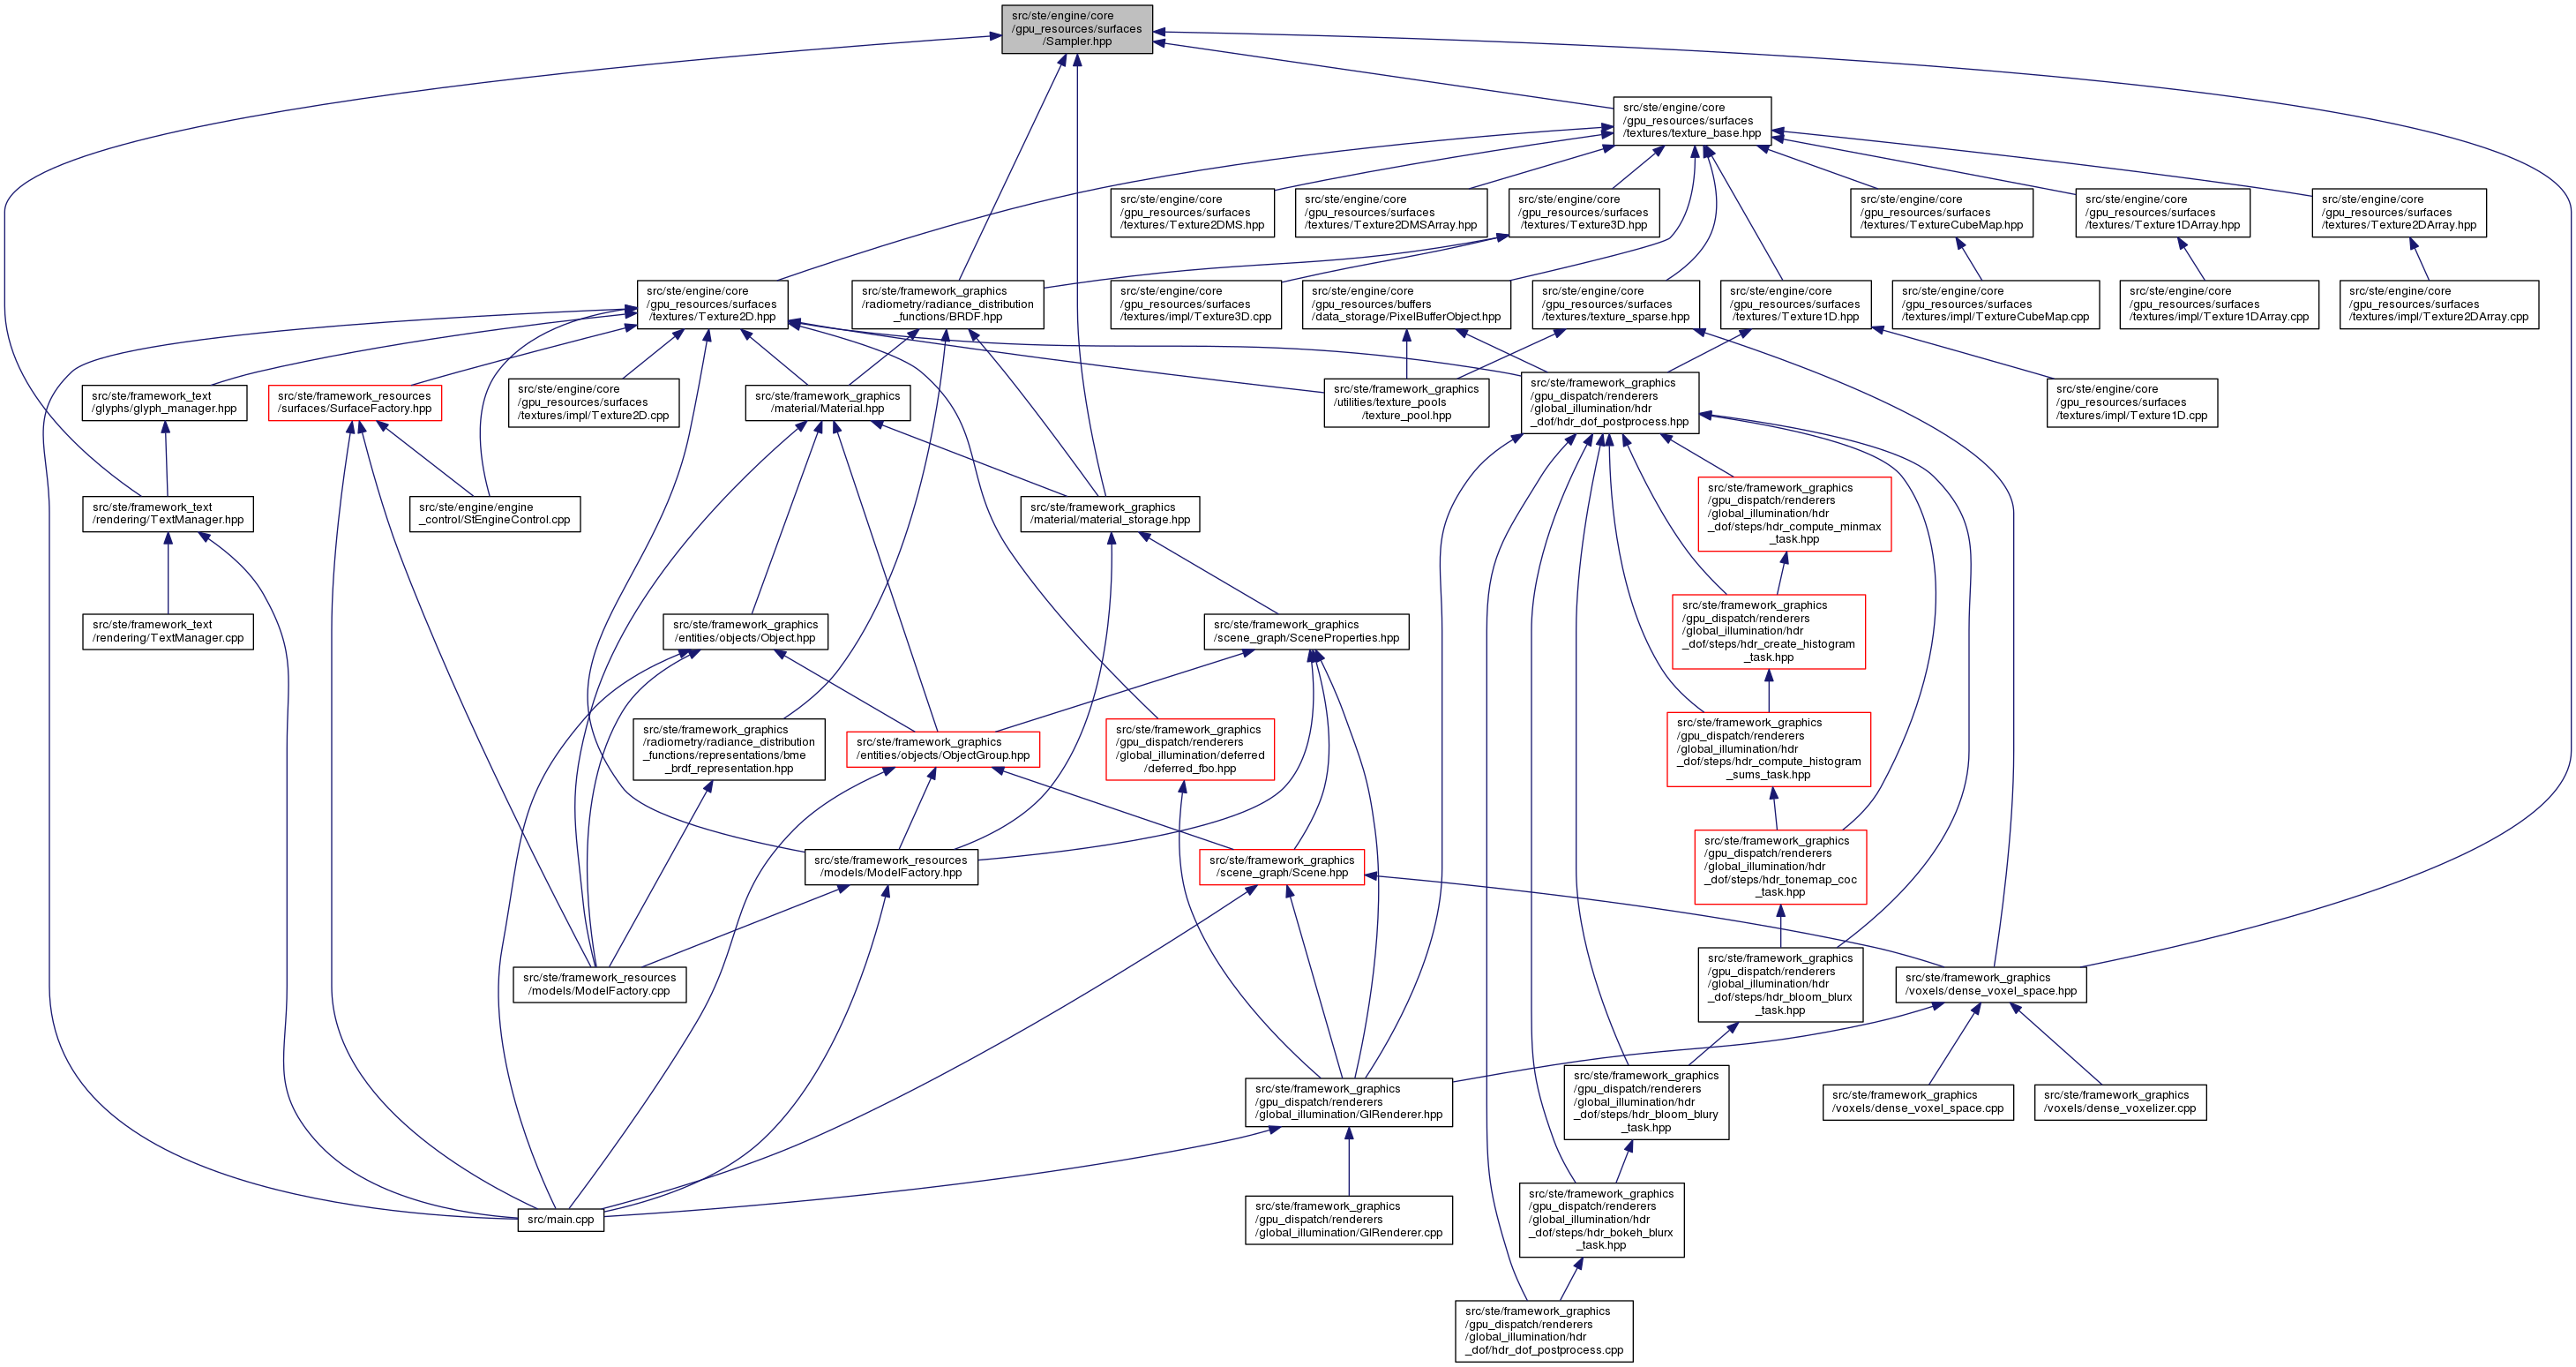 src/ste/engine/core
/gpu_resources/surfaces
/Sampler.hpp
src/ste/engine/core
/gpu_resources/surfaces
/textures/texture_base.hpp
src/ste/engine/core
/gpu_resources/surfaces
/textures/Texture2DMS.hpp
src/ste/engine/core
/gpu_resources/surfaces
/textures/Texture2DMSArray.hpp
src/ste/engine/core
/gpu_resources/surfaces
/textures/Texture3D.hpp
src/ste/engine/core
/gpu_resources/surfaces
/textures/TextureCubeMap.hpp
src/ste/engine/core
/gpu_resources/surfaces
/textures/Texture1DArray.hpp
src/ste/engine/core
/gpu_resources/surfaces
/textures/Texture2DArray.hpp
src/ste/engine/core
/gpu_resources/surfaces
/textures/Texture2D.hpp
src/ste/framework_graphics
/radiometry/radiance_distribution
_functions/BRDF.hpp
src/ste/engine/core
/gpu_resources/surfaces
/textures/impl/Texture3D.cpp
src/ste/engine/core
/gpu_resources/buffers
/data_storage/PixelBufferObject.hpp
src/ste/engine/core
/gpu_resources/surfaces
/textures/texture_sparse.hpp
src/ste/engine/core
/gpu_resources/surfaces
/textures/Texture1D.hpp
src/ste/engine/core
/gpu_resources/surfaces
/textures/impl/TextureCubeMap.cpp
src/ste/engine/core
/gpu_resources/surfaces
/textures/impl/Texture1DArray.cpp
src/ste/engine/core
/gpu_resources/surfaces
/textures/impl/Texture2DArray.cpp
src/ste/framework_text
/glyphs/glyph_manager.hpp
src/ste/framework_resources
/surfaces/SurfaceFactory.hpp
src/ste/engine/core
/gpu_resources/surfaces
/textures/impl/Texture2D.cpp
src/ste/framework_graphics
/material/Material.hpp
src/ste/framework_graphics
/utilities/texture_pools
/texture_pool.hpp
src/ste/framework_graphics
/gpu_dispatch/renderers
/global_illumination/hdr
_dof/hdr_dof_postprocess.hpp
src/ste/engine/core
/gpu_resources/surfaces
/textures/impl/Texture1D.cpp
src/ste/framework_text
/rendering/TextManager.hpp
src/ste/engine/engine
_control/StEngineControl.cpp
src/ste/framework_graphics
/material/material_storage.hpp
src/ste/framework_graphics
/gpu_dispatch/renderers
/global_illumination/hdr
_dof/steps/hdr_compute_minmax
_task.hpp
src/ste/framework_text
/rendering/TextManager.cpp
src/ste/framework_graphics
/entities/objects/Object.hpp
src/ste/framework_graphics
/scene_graph/SceneProperties.hpp
src/ste/framework_graphics
/gpu_dispatch/renderers
/global_illumination/hdr
_dof/steps/hdr_create_histogram
_task.hpp
src/ste/framework_graphics
/radiometry/radiance_distribution
_functions/representations/bme
_brdf_representation.hpp
src/ste/framework_graphics
/entities/objects/ObjectGroup.hpp
src/ste/framework_graphics
/gpu_dispatch/renderers
/global_illumination/deferred
/deferred_fbo.hpp
src/ste/framework_graphics
/gpu_dispatch/renderers
/global_illumination/hdr
_dof/steps/hdr_compute_histogram
_sums_task.hpp
src/ste/framework_resources
/models/ModelFactory.hpp
src/ste/framework_graphics
/scene_graph/Scene.hpp
src/ste/framework_graphics
/gpu_dispatch/renderers
/global_illumination/hdr
_dof/steps/hdr_tonemap_coc
_task.hpp
src/ste/framework_resources
/models/ModelFactory.cpp
src/ste/framework_graphics
/gpu_dispatch/renderers
/global_illumination/hdr
_dof/steps/hdr_bloom_blurx
_task.hpp
src/ste/framework_graphics
/voxels/dense_voxel_space.hpp
src/ste/framework_graphics
/gpu_dispatch/renderers
/global_illumination/GIRenderer.hpp
src/ste/framework_graphics
/gpu_dispatch/renderers
/global_illumination/hdr
_dof/steps/hdr_bloom_blury
_task.hpp
src/ste/framework_graphics
/voxels/dense_voxel_space.cpp
src/ste/framework_graphics
/voxels/dense_voxelizer.cpp
src/main.cpp
src/ste/framework_graphics
/gpu_dispatch/renderers
/global_illumination/GIRenderer.cpp
src/ste/framework_graphics
/gpu_dispatch/renderers
/global_illumination/hdr
_dof/steps/hdr_bokeh_blurx
_task.hpp
src/ste/framework_graphics
/gpu_dispatch/renderers
/global_illumination/hdr
_dof/hdr_dof_postprocess.cpp